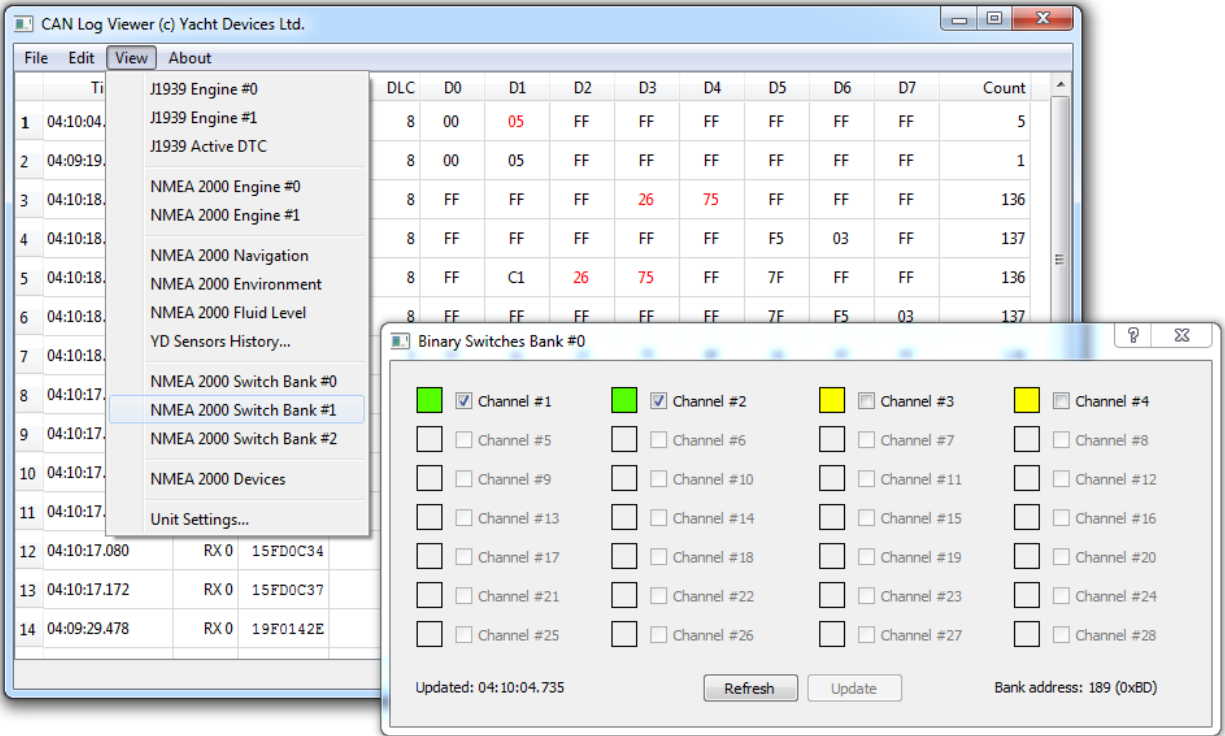 CAN Log Viewer (c) Yacht Devices Ltd.
File Edit View About
Ti DLC D0 D1 D2 D3 D4 D5 D6 D7 Count
1 04:10:04. 8 00 05 FF FF FF FF FF FF 5
2 04:09:19. 8 00 05 FF FF FF FF FF FF 1
3 04:10:18. 8 FF FF FF 26 75 FF FF FF 136
4 04:10:18. 8 FF FF FF FF FF F5 03 FF 137
5 04:10:18. 8 FF C1 26 75 FF 7F FF FF 136
6 04:10:18. 8 FF FF FF FF FF 7F F5 03 137
7 04:10:18.
8 04:10:17.
9 04:10:17.
10 04:10:17.
11 04:10:17.
12 04:10:17.080 RX 0 15FD0C34
13 04:10:17.172 RX 0 15FD0C37
14 04:09:29.478 RX 0 19F0142E
J1939 Engine #0
J1939 Engine #1
J1939 Active DTC
NMEA 2000 Engine #0
NMEA 2000 Engine #1
NMEA 2000 Navigation
NMEA 2000 Environment
NMEA 2000 Fluid Level
YD Sensors History...
NMEA 2000 Switch Bank #0
NMEA 2000 Switch Bank #1
NMEA 2000 Switch Bank #2
NMEA 2000 Devices
Unit Settings...
Binary Switches Bank #0
Channel #1 Channel #2 Channel #3 Channel #4
Channel #5 Channel #6 Channel #7 Channel #8
Channel #9 Channel #10 Channel #11 Channel #12
Channel #13 Channel #14 Channel #15 Channel #16
Channel #17 Channel #18 Channel #19 Channel #20
Channel #21 Channel #22 Channel #23 Channel #24
Channel #25 Channel #26 Channel #27 Channel #28
Updated: 04:10:04.735 Refresh Update Bank address: 189 (0xBD)